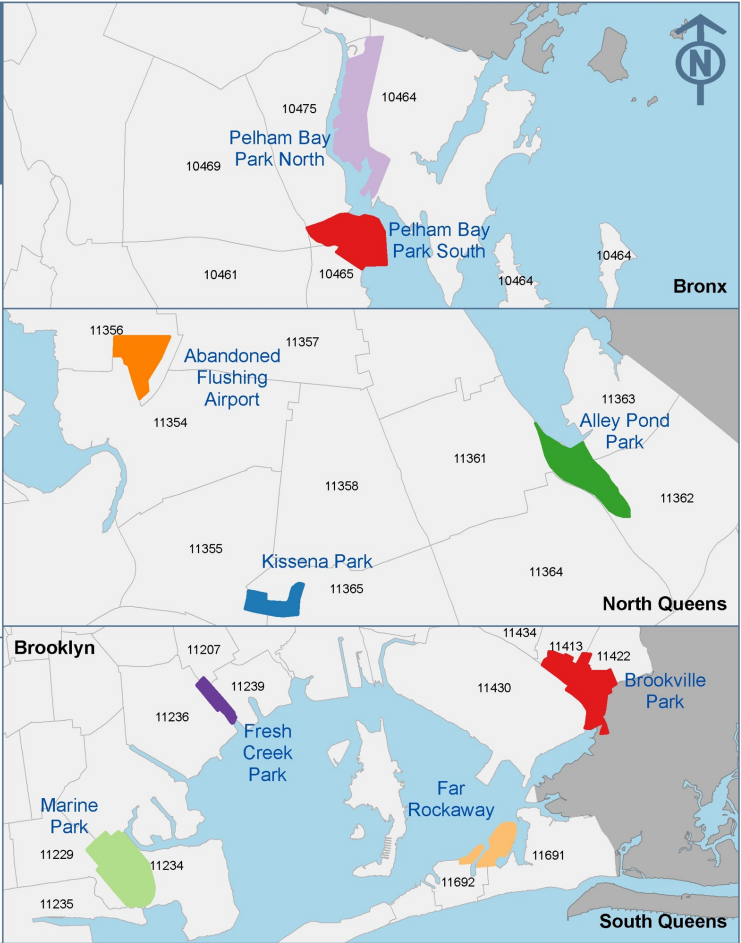 N
10475
10464
Pelham Bay
Park North
10469
Pelham Bay
Park South
10464
10461
10465
10464
Bronx
11356
11357
Abandoned
Flushing
Airport
11363
11354
Alley Pond
Park
11361
11358
11362
11355
Kissena Park
11365
11364
North Queens
Brooklyn
11207
11434
11413
11422
11239
11430
Brookville
Park
11236
Fresh
Creek
Park
Far
Rockaway
Marine
Park
11229
11234
11691
11692
11235
South Queens